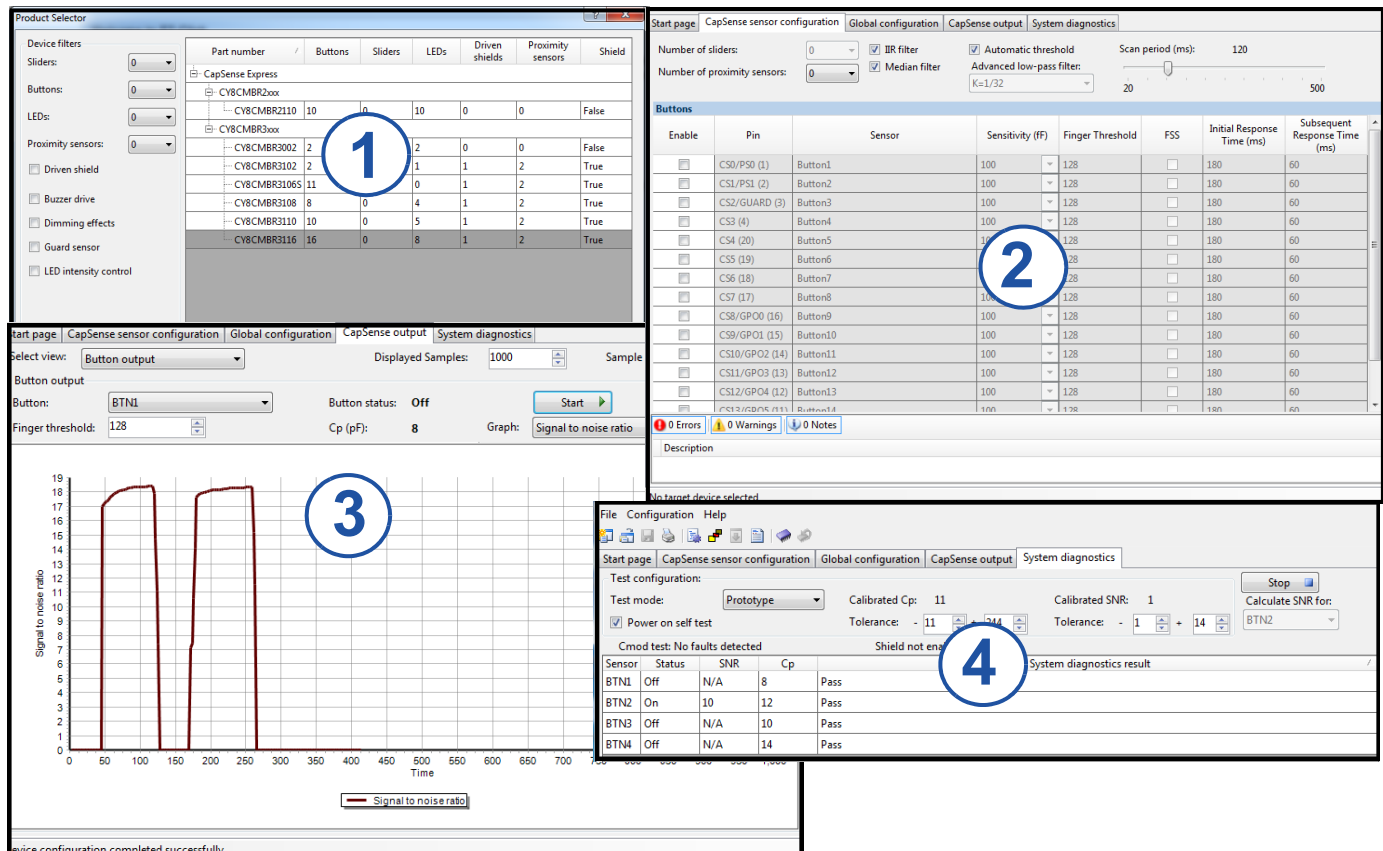 Product Selector
Device filters
Sliders: 0
Buttons: 0
LEDs: 0
Proximity sensors: 0
Driven shield
Buzzer drive
Dimming effects
Guard sensor
LED intensity control
Part number Buttons Sliders LEDs Driven shields Proximity sensors Shield
CapSense Express
CY8CMBR2xxx
CY8CMBR2110 10 0 10 0 0 False
CY8CMBR3xxx
CY8CMBR3002 2 2 0 0 False
CY8CMBR3102 2 1 1 2 True
CY8CMBR3106S 11 0 1 2 True
CY8CMBR3108 8 0 4 1 2 True
CY8CMBR3110 10 0 5 1 2 True
CY8CMBR3116 16 0 8 1 2 True
1
Start page CapSense sensor configuration Global configuration CapSense output System diagnostics
Number of sliders: 0 IIR filter Automatic threshold Scan period (ms): 120
Number of proximity sensors: 0 Median filter Advanced low-pass filter:
K=1/32 20 500
Buttons
Enable Pin Sensor Sensitivity (fF) Finger Threshold FSS Initial Response Time (ms) Subsequent Response Time (ms)
CS0/PS0 (1) Button1 100 128 180 60
CS1/PS1 (2) Button2 100 128 180 60
CS2/GUARD (3) Button3 100 128 180 60
CS3 (4) Button4 100 128 180 60
CS4 (20) Button5 128 180 60
CS5 (19) Button6 180 60
CS6 (18) Button7 180 60
CS7 (17) Button8 128 180 60
CS8/GPO0 (16) Button9 100 128 180 60
CS9/GPO1 (15) Button10 100 128 180 60
CS10/GPO2 (14) Button11 100 128 180 60
CS11/GPO3 (13) Button12 100 128 180 60
CS12/GPO4 (12) Button13 100 128 180 60
CS13/GPO5 (11) Button14 100 128 180 60
2
0 Errors 0 Warnings 0 Notes
Description
No target device selected
page CapSense sensor configuration Global configuration CapSense output System diagnostics
Select view: Button output Displayed Samples: 1000 Sample
Button output
Button: BTN1 Button status: Off Start
Finger threshold: 128 Cp (pF): 8 Graph: Signal to noise ratio
3
Signal to noise ratio
19
18
17
16
15
14
13
12
11
10
9
8
7
6
5
4
3
2
1
0
0 50 100 150 200 250 300 350 400 450 500 550 600 650 700
Time
Signal to noise ratio
configuration completed successfully
File Configuration Help
Start page CapSense sensor configuration Global configuration CapSense output System diagnostics
Test configuration: Stop
Test mode: Prototype Calibrated Cp: 11 Calibrated SNR: 1 Calculate SNR for:
Power on self test Tolerance: - 11 + 244 Tolerance: - 1 + 14 BTN2
Cmod test: No faults detected Shield not
Sensor Status SNR Cp System diagnostics result
BTN1 Off N/A 8 Pass
BTN2 On 10 12 Pass
BTN3 Off N/A 10 Pass
BTN4 Off N/A 14 Pass
4